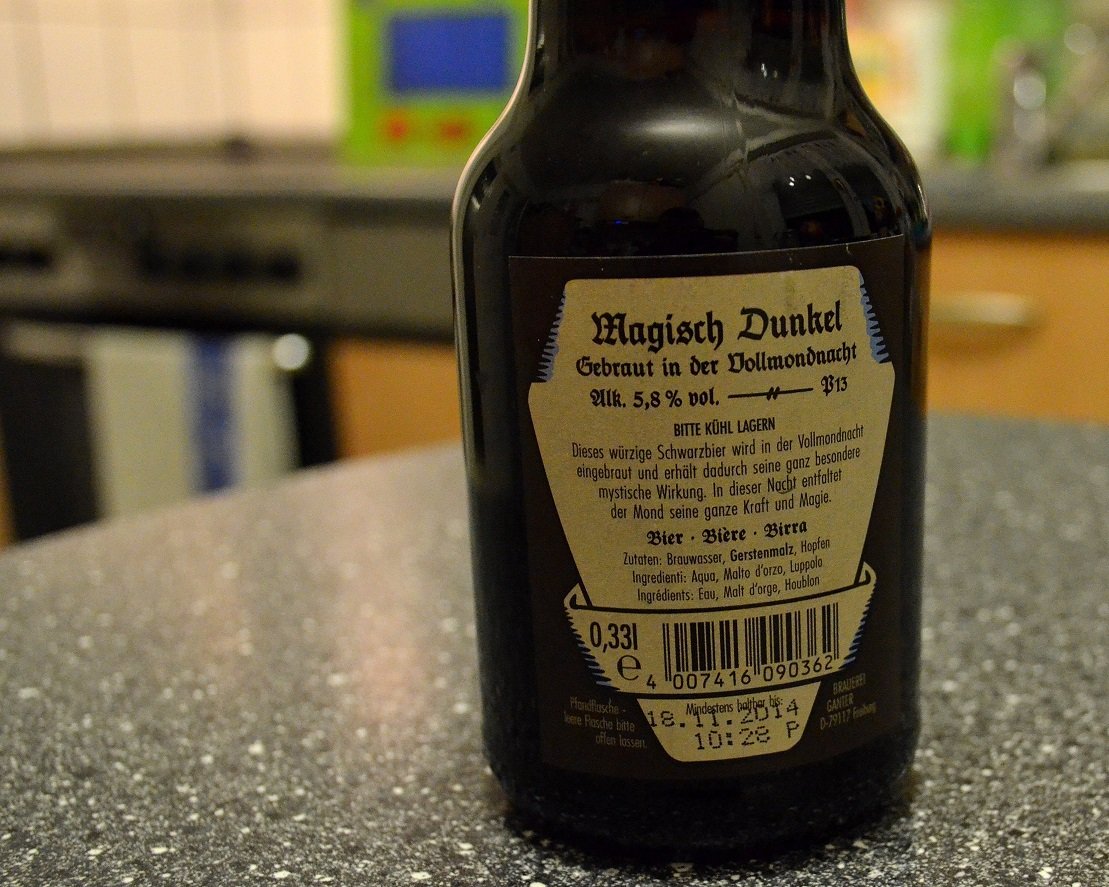 Magisch Dunkel
Gebraut in der Vollmondnacht
Alk. 5,8 % vol. P13
BITTE KÜHL LAGERN
Dieses würzige Schwarzbier wird in der Vollmondnacht
eingebraut und erhält dadurch seine ganz besondere
mystische Wirkung. In dieser Nacht entfaltet
der Mond seine ganze Kraft und Magie.
Bier · Bière · Birra
Zutaten: Brauwasser, Gerstenmalz, Hopfen
Ingredienti: Aqua, Malto d'orzo, Luppolo
Ingrédients: Eau, Malt d'orge, Houblon
0,33l
e
4 007416 090362
Pfandflasche -
leere Flasche bitte
offen lassen.
Mindestens haltbar bis:
18.11.2014
10:28 P
BRAUEREI
GANTER
D-79117 Freiburg